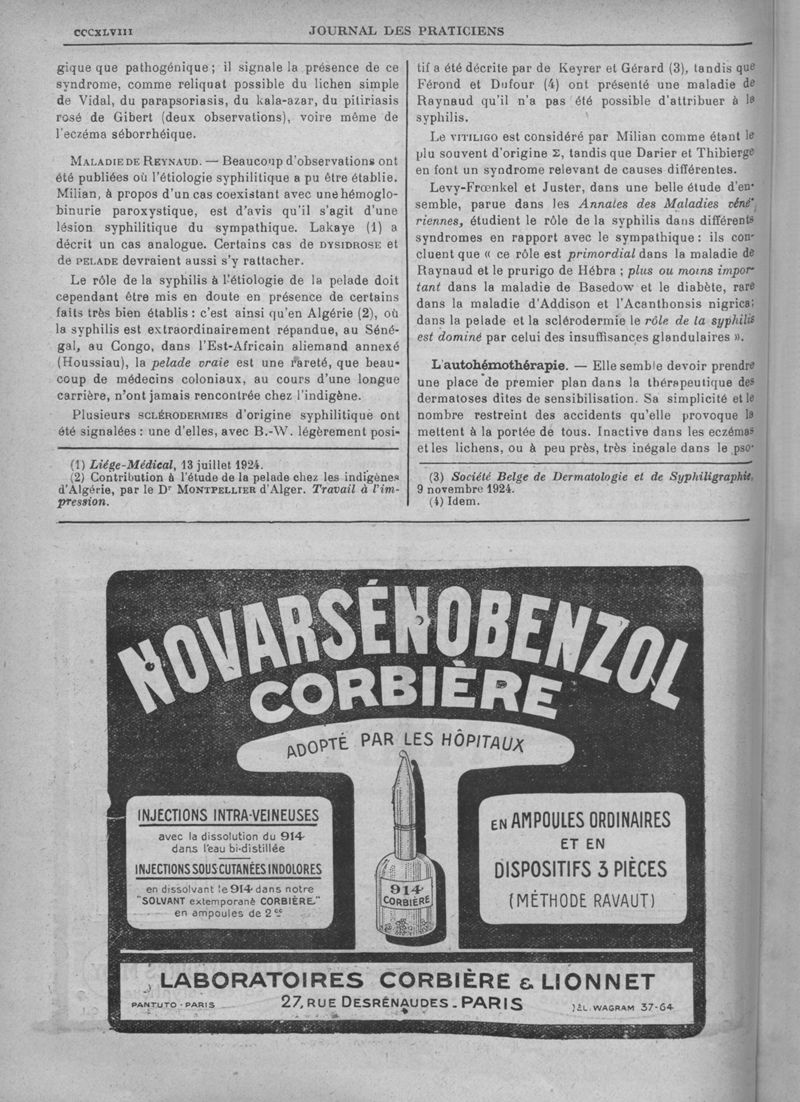 CCCXLVIII
JOURNAL DES PRATICIENS
gique que pathogénique ; il signale la présence de ce
syndrome, comme reliquat possible du lichen simple
de Vidal, du parapsoriasis, du kala-azar, du pitiriasis
rosé de Gibert (deux observations), voire même de
l'eczéma séborrhéique.
MALADIE DE REYNAUD. — Beaucoup d'observations ont
été publiées où l'étiologie syphilitique a pu être établie.
Milian, à propos d'un cas coexistant avec une hémoglo-
binurie paroxystique, est d'avis qu'il s'agit d'une
lésion syphilitique du sympathique. Lakaye (1) a
décrit un cas analogue. Certains cas de DYSIDROSE et
de PELADE devraient aussi s'y rattacher.
Le rôle de la syphilis à l'étiologie de la pelade doit
cependant être mis en doute en présence de certains
faits très bien établis : c'est ainsi qu'en Algérie (2), où
la syphilis est extraordinairement répandue, au Séné-
gal, au Congo, dans l'Est-Africain allemand annexé
(Houssiau), la pelade vraie est une rareté, que beau-
coup de médecins coloniaux, au cours d'une longue
carrière, n'ont jamais rencontrée chez l'indigène.
Plusieurs SCLÉRODERMIES d'origine syphilitique ont
été signalées : une d'elles, avec B.-W. légèrement posi-
(1) Liége-Médical, 13 juillet 1924.
(2) Contribution à l'étude de la pelade chez les indigènes
d'Algérie, par le Dr MONTPELLIER d'Alger. Travail à l'im-
pression.
tif a été décrite par de Keyrer et Gérard (3), tandis que
Férond et Dufour (4) ont présenté une maladie de
Raynaud qu'il n'a pas été possible d'attribuer à la
syphilis.
Le VITILIGO est considéré par Milian comme étant le
plu souvent d'origine Σ, tandis que Darier et Thibierge
en font un syndrome relevant de causes différentes.
Levy-Frœnkel et Juster, dans une belle étude d'en-
semble, parue dans les Annales des Maladies véné-
riennes, étudient le rôle de la syphilis dans différents
syndromes en rapport avec le sympathique : ils con-
cluent que « ce rôle est primordial dans la maladie de
Raynaud et le prurigo de Hébra ; plus ou moins impor-
tant dans la maladie de Basedow et le diabète, rare
dans la maladie d'Addison et l'Acanthonsis nigrica;
dans la pelade et la sclérodermie le rôle de la syphilis
est dominé par celui des insuffisances glandulaires ».
L'autohémothérapie. — Elle semble devoir prendre
une place de premier plan dans la thérapeutique des
dermatoses dites de sensibilisation. Sa simplicité et le
nombre restreint des accidents qu'elle provoque la
mettent à la portée de tous. Inactive dans les eczémas
et les lichens, ou à peu près, très inégale dans le pso-
(3) Société Belge de Dermatologie et de Syphiligraphie,
9 novembre 1924.
(4) Idem.
NOVARSÉNOBENZOL
CORBIÈRE
ADOPTÉ PAR LES HÔPITAUX
INJECTIONS INTRA-VEINEUSES
avec la dissolution du 914
dans l'eau bi-distillée
INJECTIONS SOUS CUTANÉES INDOLORES
en dissolvant le 914 dans notre
"SOLVANT extemporané CORBIÈRE"
en ampoules de 2 cc
914
CORBIÈRE
EN AMPOULES ORDINAIRES
ET EN
DISPOSITIFS 3 PIÈCES
(MÉTHODE RAVAUT)
LABORATOIRES CORBIÈRE & LIONNET
PANTUTO - PARIS
27, RUE DESRENAUDES - PARIS
TÉL. WAGRAM 37-64